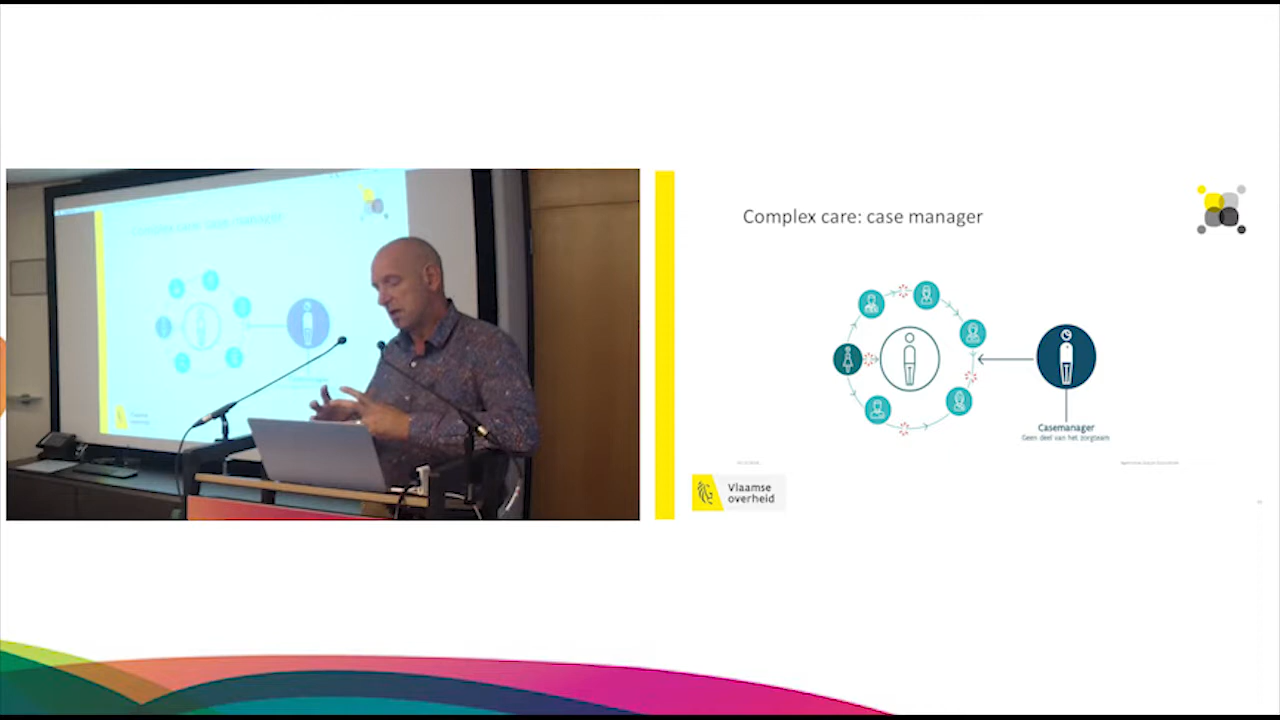 Complex care: case manager
Casemanager
Geen deel van het zorgteam
Vlaamse
overheid